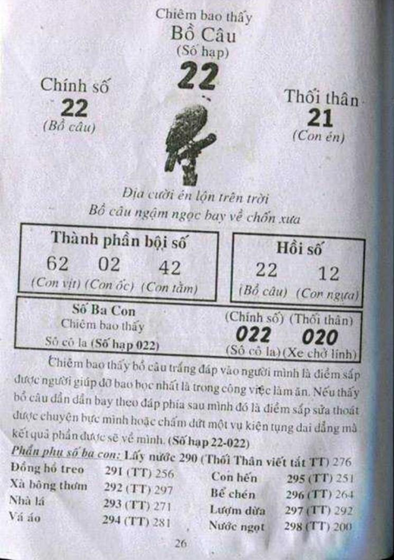 Chiêm bao thấy
Bồ Câu
(Số hạp)
22
Chính số
22
(Bồ câu)
Thối thân
21
(Con én)
Địa cười én lộn trên trời
Bồ câu ngậm ngọc bay về chốn xưa
Thành phần bội số
62 02 42
(Con vịt) (Con ốc) (Con tằm)
Hồi số
22 12
(Bồ câu) (Con ngựa)
Số Ba Con
Chiêm bao thấy
Sô cô la (Số hạp 022)
(Chính số) (Thối thân)
022 020
(Sô cô la) (Xe chở lính)
Chiêm bao thấy bồ câu trắng đáp vào người mình là điềm sắp
được người giúp đỡ bao bọc nhất là trong công việc làm ăn. Nếu thấy
bồ câu dẫn dần bay theo đáp phía sau mình đó là điềm sắp sửa thoát
được chuyện bực mình hoặc chấm dứt một vụ kiện tụng dai dẳng mà
kết quả phần được sẽ về mình. (Số hạp 22-022)
Phần phụ số ba con: Lấy nước 290 (Thối Thân viết tắt TT) 276
Đồng hồ treo 291 (TT) 256
Xà bông thơm 292 (TT) 297
Nhà lá 293 (TT) 271
Vá áo 294 (TT) 281
Con hến 295 (TT) 251
Bể chén 296 (TT) 264
Lượm dừa 297 (TT) 292
Nước ngọt 298 (TT) 200
26